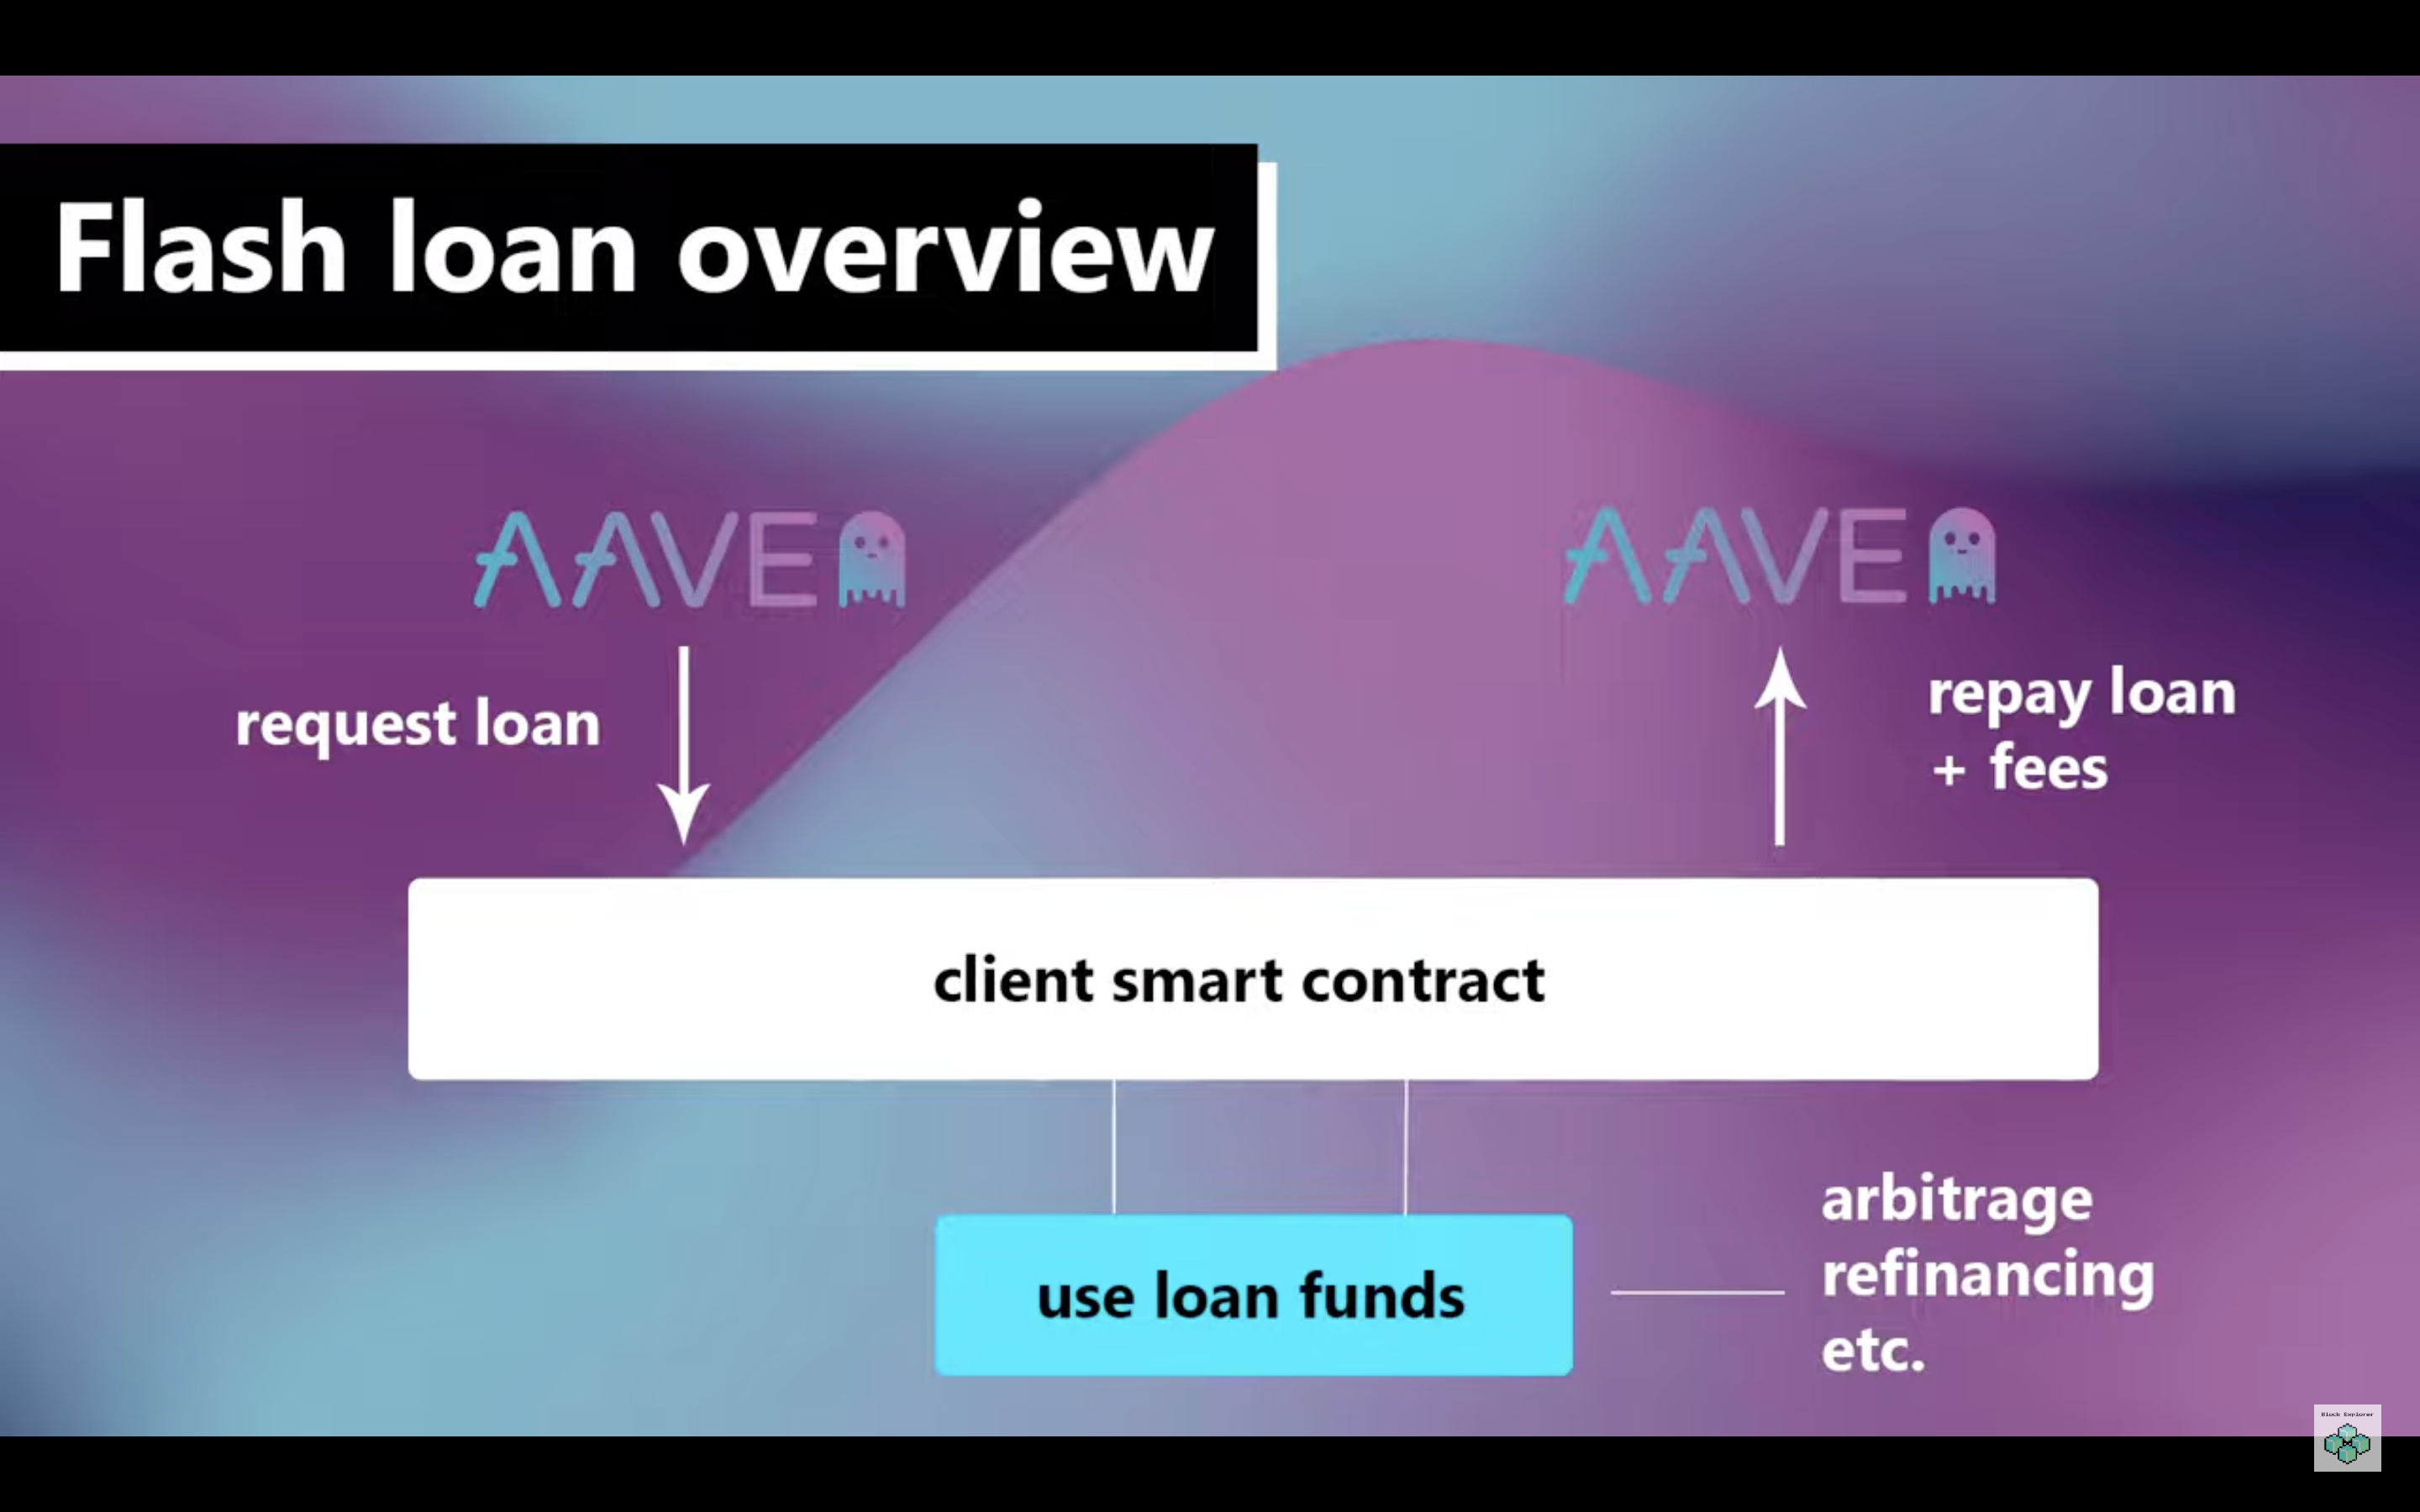 Flash loan overview
AAVE
AAVE
request loan
repay loan
+ fees
client smart contract
use loan funds
arbitrage
refinancing
etc.
Block Explorer